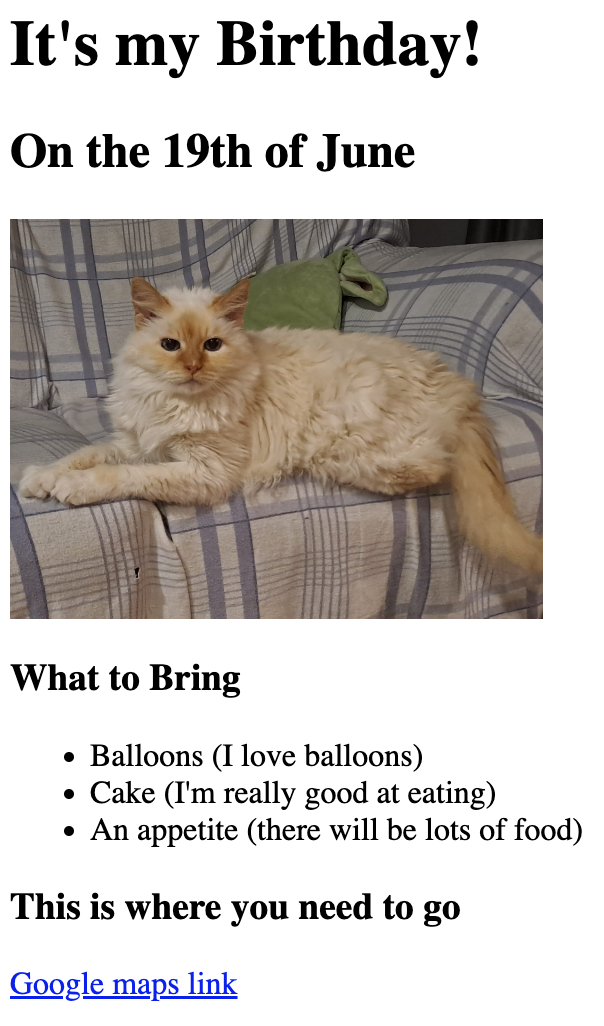 It's my Birthday!
On the 19th of June
What to Bring
Balloons (I love balloons)
Cake (I'm really good at eating)
An appetite (there will be lots of food)
This is where you need to go
Google maps link